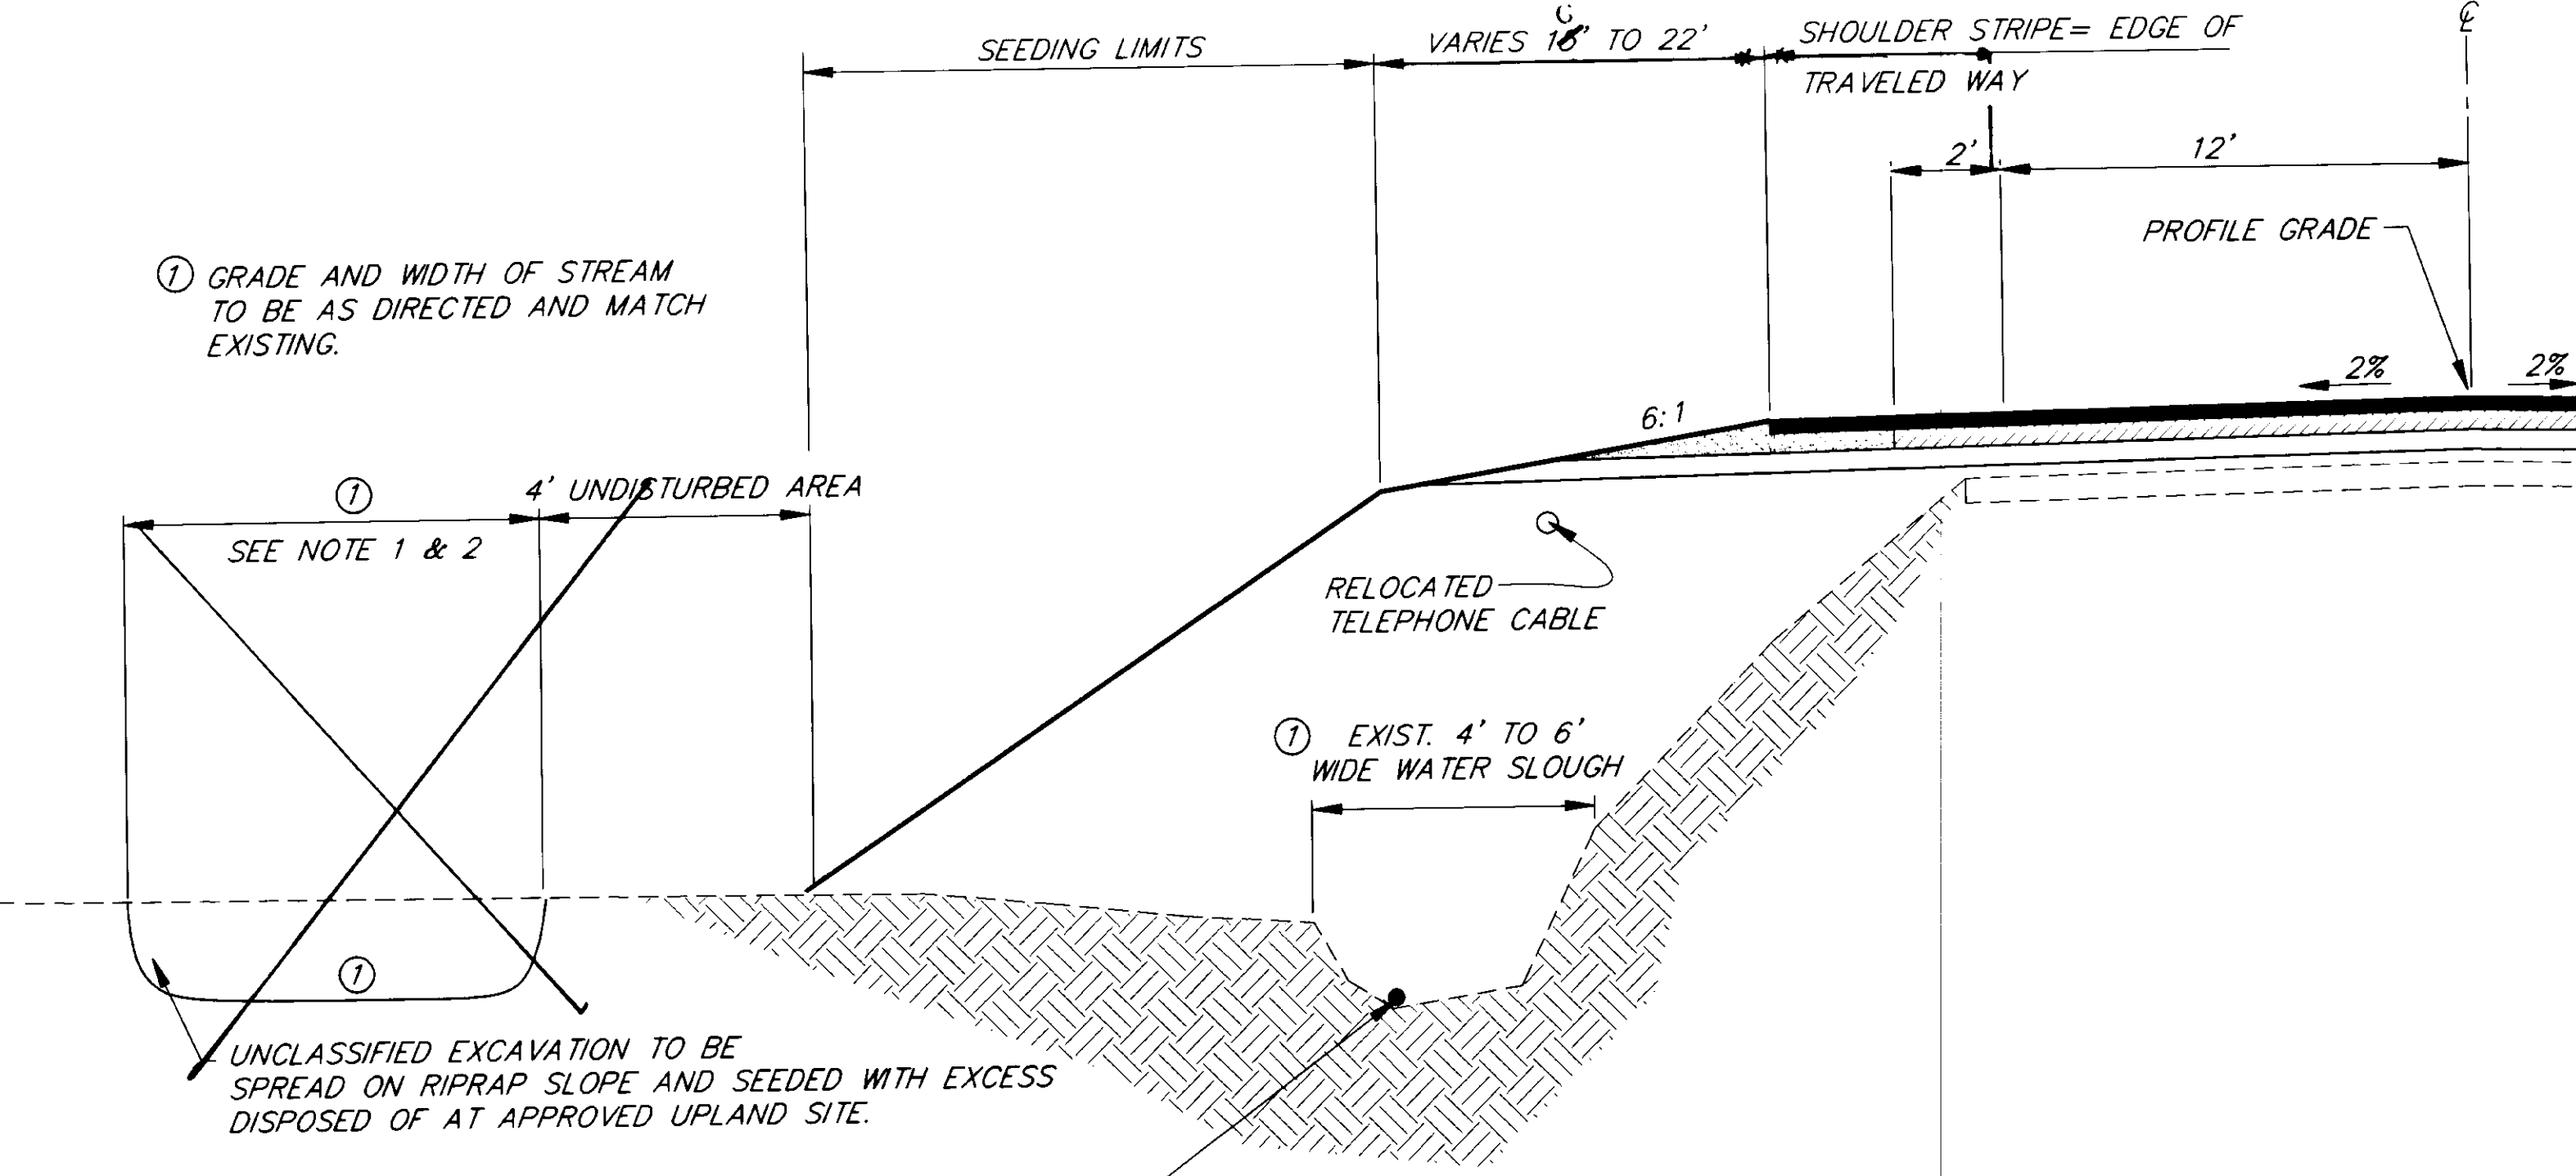 SEEDING LIMITS
VARIES TO 22'
SHOULDER STRIPE= EDGE OF
TRAVELED WAY
℄
2'
12'
PROFILE GRADE
① GRADE AND WIDTH OF STREAM
TO BE AS DIRECTED AND MATCH
EXISTING.
2%
2%
6:1
①
4' UNDISTURBED AREA
SEE NOTE 1 & 2
RELOCATED
TELEPHONE CABLE
① EXIST. 4' TO 6'
WIDE WATER SLOUGH
①
UNCLASSIFIED EXCAVATION TO BE
SPREAD ON RIPRAP SLOPE AND SEEDED WITH EXCESS
DISPOSED OF AT APPROVED UPLAND SITE.